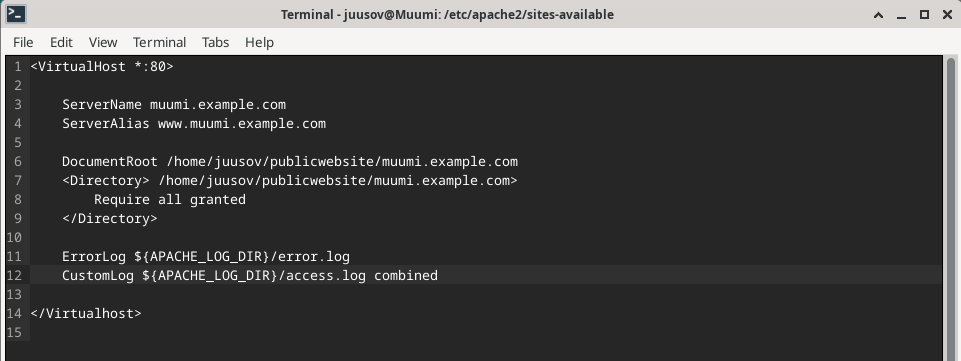 Terminal - juusov@Muumi: /etc/apache2/sites-available
File Edit View Terminal Tabs Help
1 <VirtualHost *:80>
2
3     ServerName muumi.example.com
4     ServerAlias www.muumi.example.com
5
6     DocumentRoot /home/juusov/publicwebsite/muumi.example.com
7     <Directory> /home/juusov/publicwebsite/muumi.example.com>
8         Require all granted
9     </Directory>
10
11     ErrorLog ${APACHE_LOG_DIR}/error.log
12     CustomLog ${APACHE_LOG_DIR}/access.log combined
13
14 </Virtualhost>
15